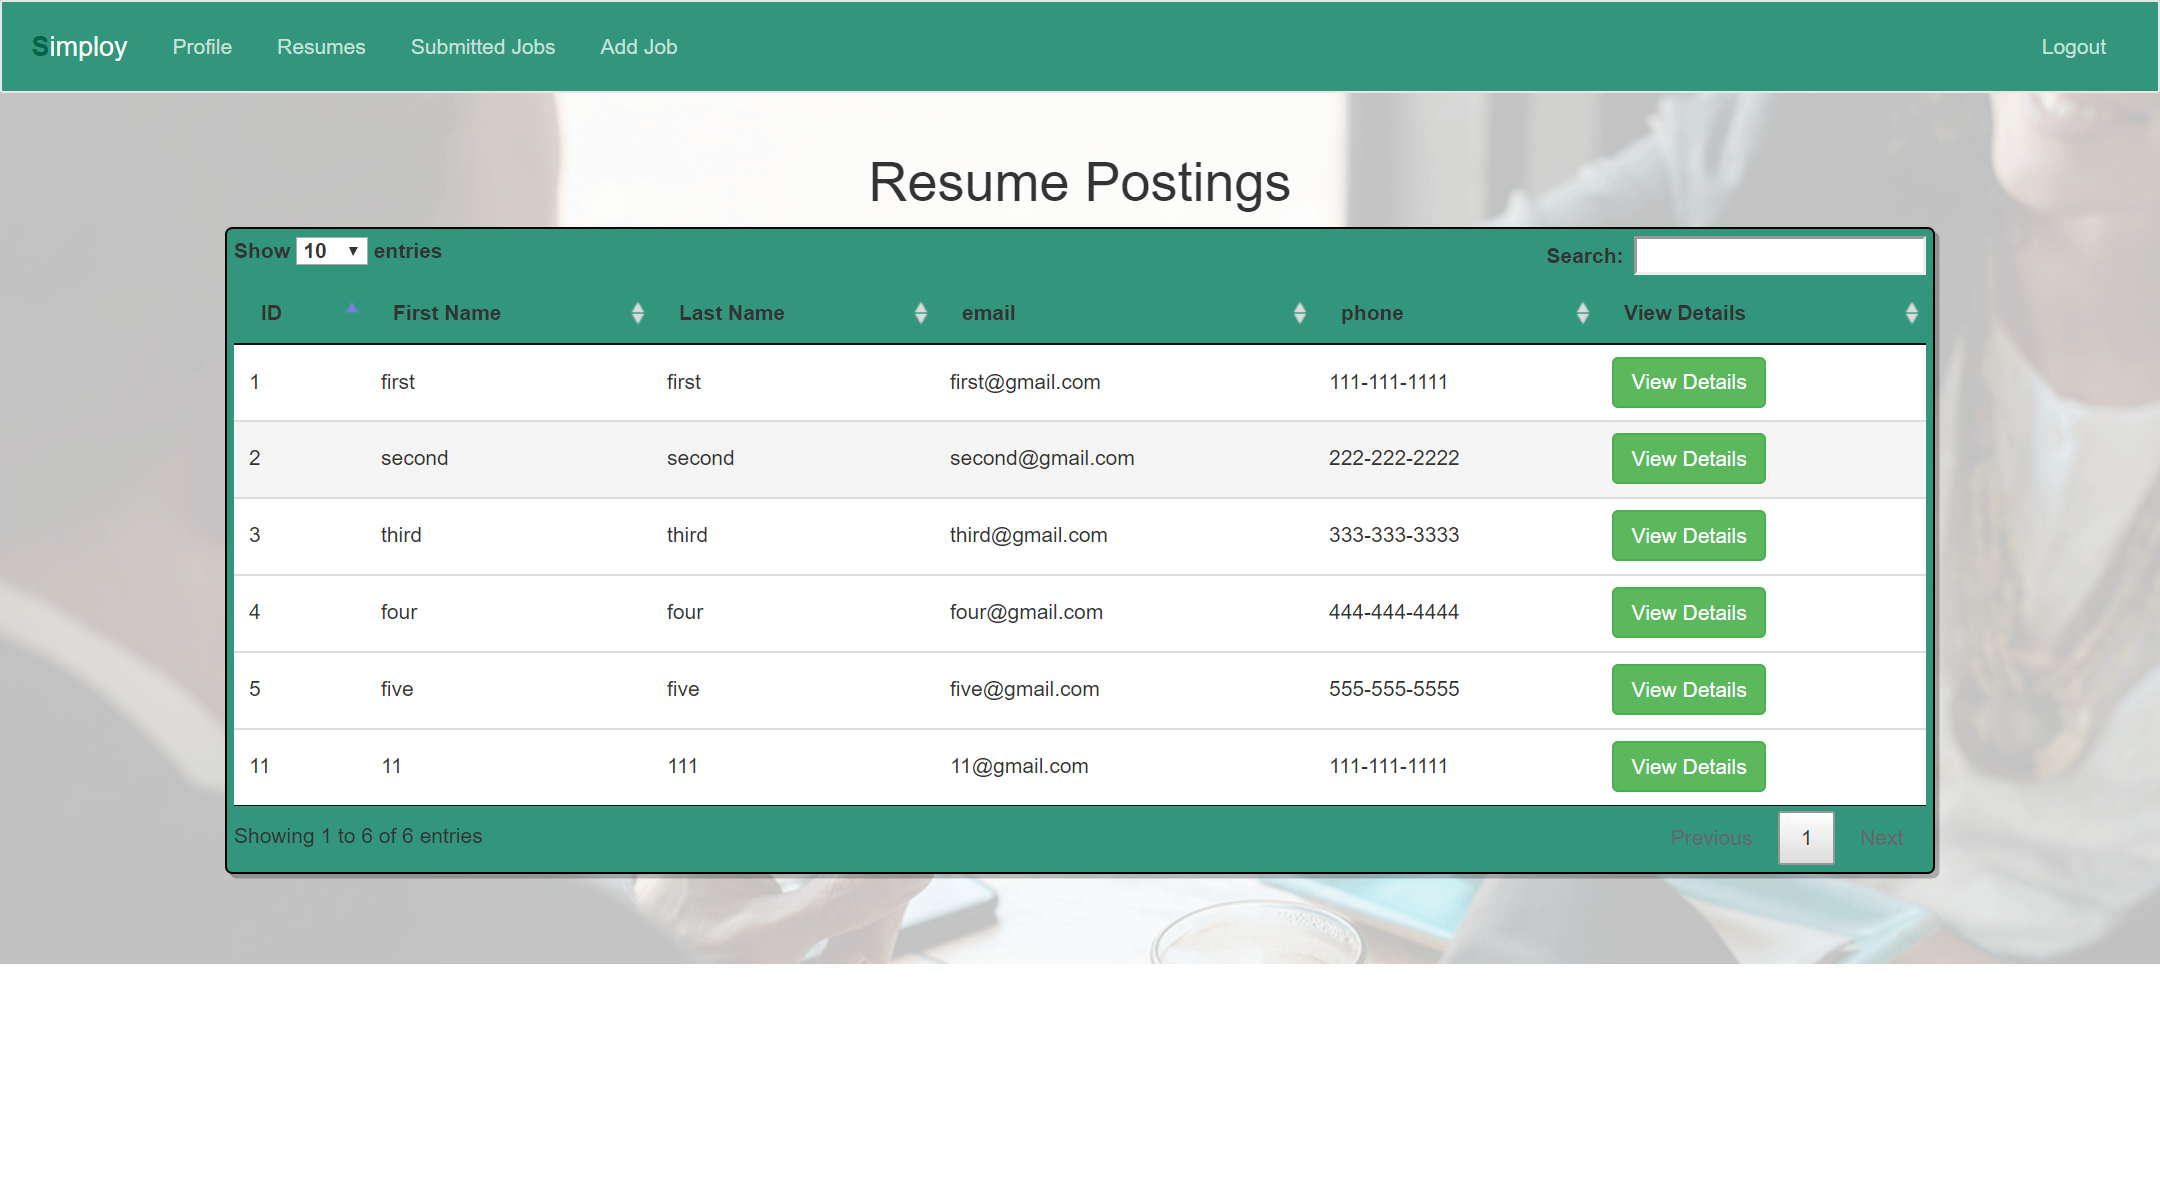 Simploy Profile Resumes Submitted Jobs Add Job Logout
Resume Postings
Show 10 entries Search:
ID First Name Last Name email phone View Details
1 first first first@gmail.com 111-111-1111 View Details
2 second second second@gmail.com 222-222-2222 View Details
3 third third third@gmail.com 333-333-3333 View Details
4 four four four@gmail.com 444-444-4444 View Details
5 five five five@gmail.com 555-555-5555 View Details
11 11 111 11@gmail.com 111-111-1111 View Details
Showing 1 to 6 of 6 entries Previous 1 Next